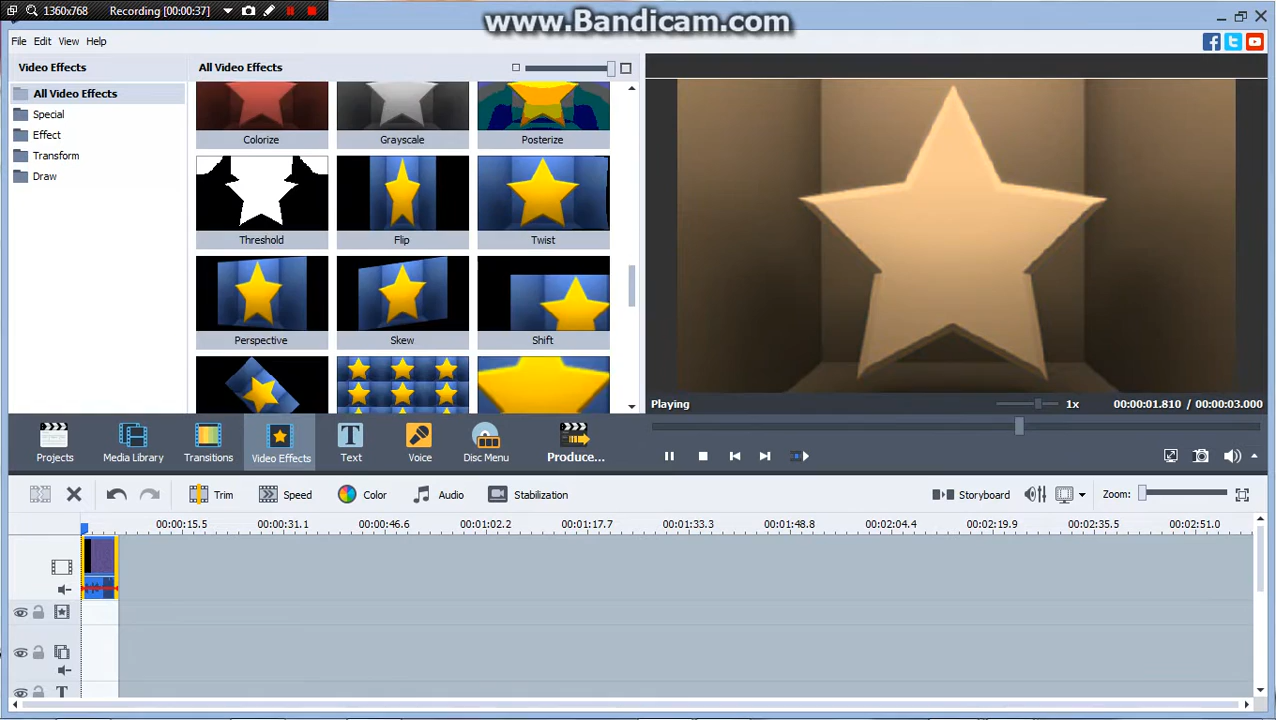 1360x768 Recording [00:00:37]
www.Bandicam.com
File Edit View Help
Video Effects
All Video Effects
All Video Effects
Special
Effect
Transform
Draw
Colorize Grayscale Posterize
Threshold Flip Twist
Perspective Skew Shift
Playing 1x 00:00:01.810 / 00:00:03.000
Projects Media Library Transitions Video Effects Text Voice Disc Menu Produce...
Trim Speed Color Audio Stabilization Storyboard Zoom:
00:00:15.5 00:00:31.1 00:00:46.6 00:01:02.2 00:01:17.7 00:01:33.3 00:01:48.8 00:02:04.4 00:02:19.9 00:02:35.5 00:02:51.0